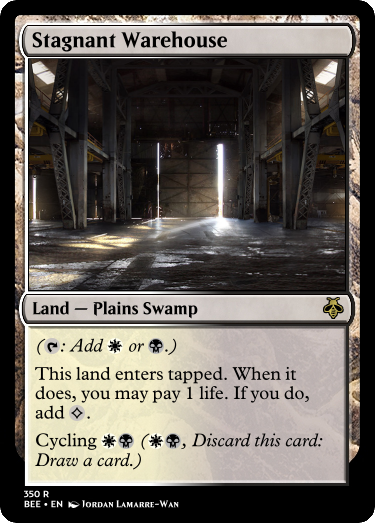 Stagnant Warehouse
Land — Plains Swamp
(: Add or .)
This land enters tapped. When it
does, you may pay 1 life. If you do,
add .
Cycling (, Discard this card:
Draw a card.)
350 R
BEE • EN Jordan Lamarre-Wan